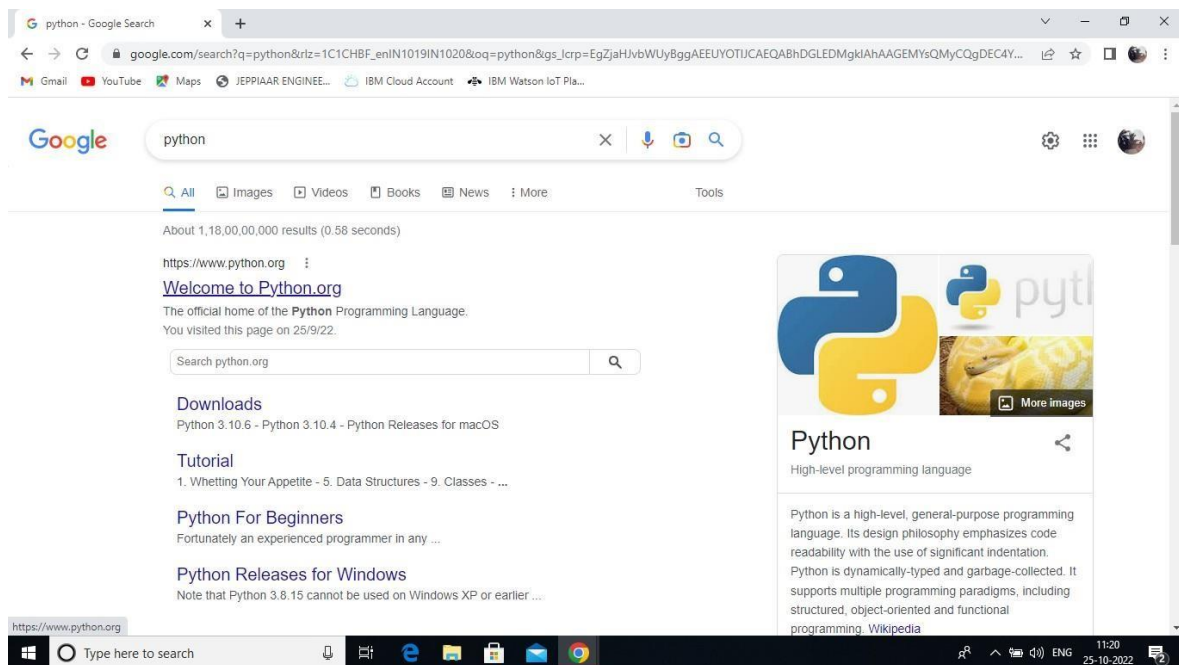 python - Google Search
google.com/search?q=python&rlz=1C1CHBF_enIN1019IN1020&oq=python&gs_lcrp=EgZjaHJvbWUyBggAEEUYOTIJCAEQABhDGLEDMgkIAhAAGEMYsQMyCQgDEC4Y...
Gmail YouTube Maps JEPPIAAR ENGINEE... IBM Cloud Account IBM Watson IoT Pla...
Google
python
All Images Videos Books News More Tools
About 1,18,00,00,000 results (0.58 seconds)
https://www.python.org
Welcome to Python.org
The official home of the Python Programming Language.
You visited this page on 25/9/22.
Search python.org
Downloads
Python 3.10.6 - Python 3.10.4 - Python Releases for macOS
Tutorial
1. Whetting Your Appetite - 5. Data Structures - 9. Classes - ...
Python For Beginners
Fortunately an experienced programmer in any ...
Python Releases for Windows
Note that Python 3.8.15 cannot be used on Windows XP or earlier ...
pytl
More images
Python
High-level programming language
Python is a high-level, general-purpose programming
language. Its design philosophy emphasizes code
readability with the use of significant indentation.
Python is dynamically-typed and garbage-collected. It
supports multiple programming paradigms, including
structured, object-oriented and functional
programming. Wikipedia
https://www.python.org
Type here to search
ENG
11:20
25-10-2022
2